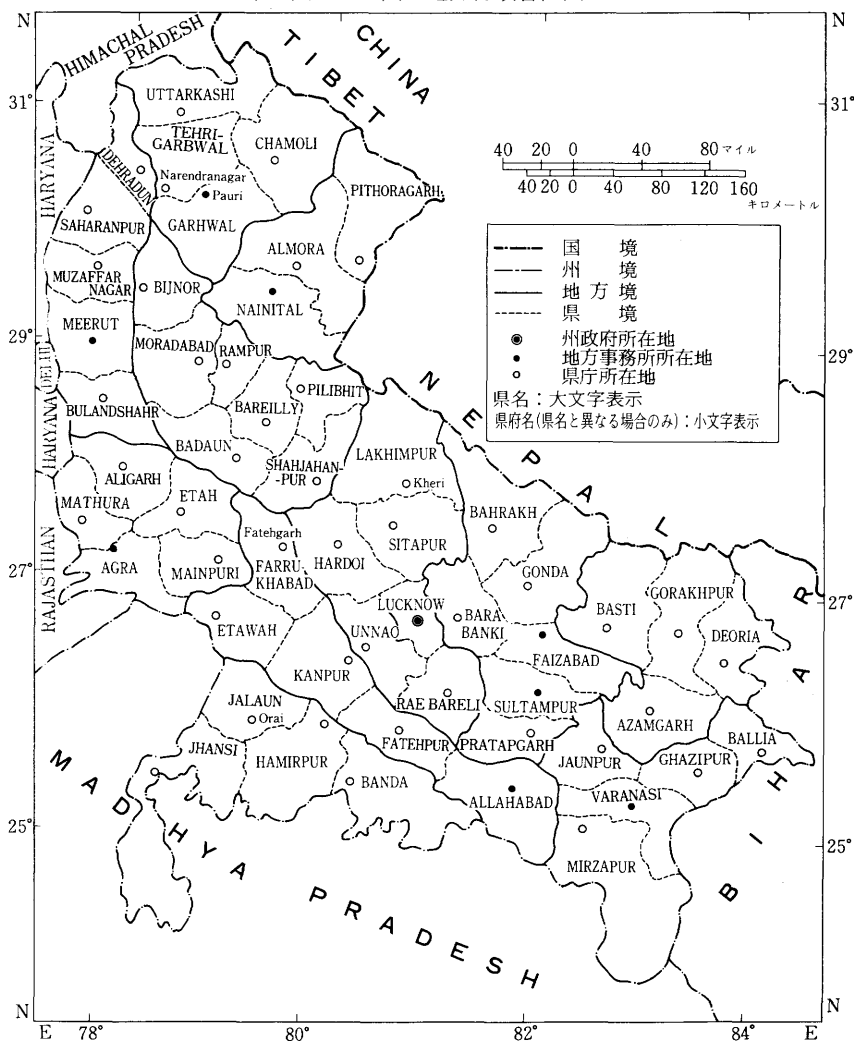 N
N
HIMACHAL
PRADESH
CHINA
TIBET
31°
31°
UTTARKASHI
TEHRI-
GARBWAL
CHAMOLI
DEHRADUN
Narendranagar
Pauri
GARHWAL
PITHORAGARH
HARYANA
SAHARANPUR
ALMORA
MUZAFFAR
NAGAR
BIJNOR
NAINITAL
40 20 0 40 80 マイル
40 20 0 40 80 120 160
キロメートル
国境
州境
地方境
県境
州政府所在地
地方事務所所在地
県庁所在地
県名:大文字表示
県府名(県名と異なる場合のみ):小文字表示
29°
29°
MEERUT
MORADABAD
RAMPUR
DELHI
PILIBHIT
BULANDSHAHR
BAREILLY
HARYANA
BADAUN
SHAHJAHAN-
-PUR
LAKHIMPUR
Kheri
NEPAL
ALIGARH
ETAH
MATHURA
BAHRAKH
Fatehgarh
SITAPUR
AGRA
MAINPURI
FARRU
KHABAD
HARDOI
GONDA
GORAKHPUR
27°
27°
RAJASTHAN
LUCKNOW
BARA
BANKI
BASTI
DEORIA
ETAWAH
UNNAO
FAIZABAD
KANPUR
JALAUN
Orai
RAE BARELI
SULTAMPUR
AZAMGARH
BALLIA
JHANSI
HAMIRPUR
FATEHPUR
PRATAPGARH
JAUNPUR
GHAZIPUR
BANDA
ALLAHABAD
VARANASI
25°
25°
MIRZAPUR
BIHAR
MADHYA PRADESH
N
N
E 78° 80° 82° 84° E